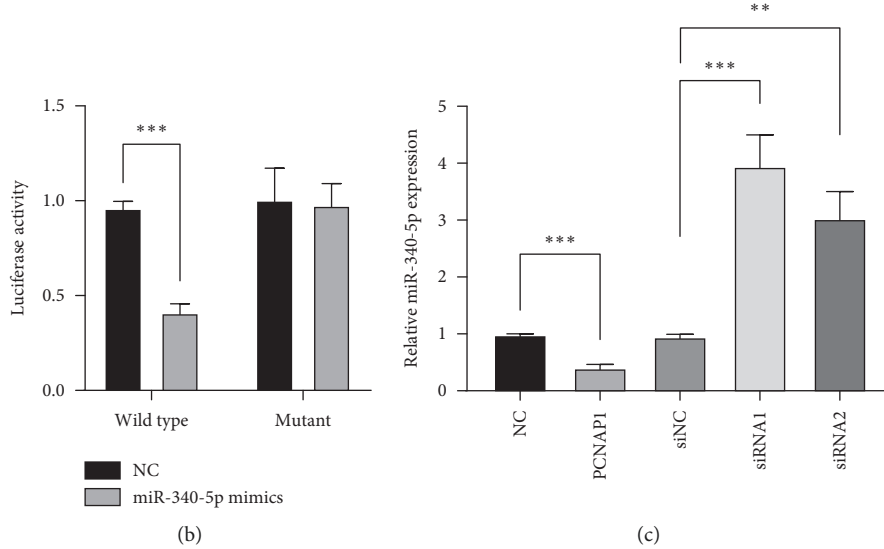 1.5
1.0
0.5
0.0
Luciferase activity
***
Wild type
Mutant
NC
miR-340-5p mimics
(b)
5
4
3
2
1
0
Relative miR-340-5p expression
***
***
**
NC
PCNAP1
siNC
siRNA1
siRNA2
(c)